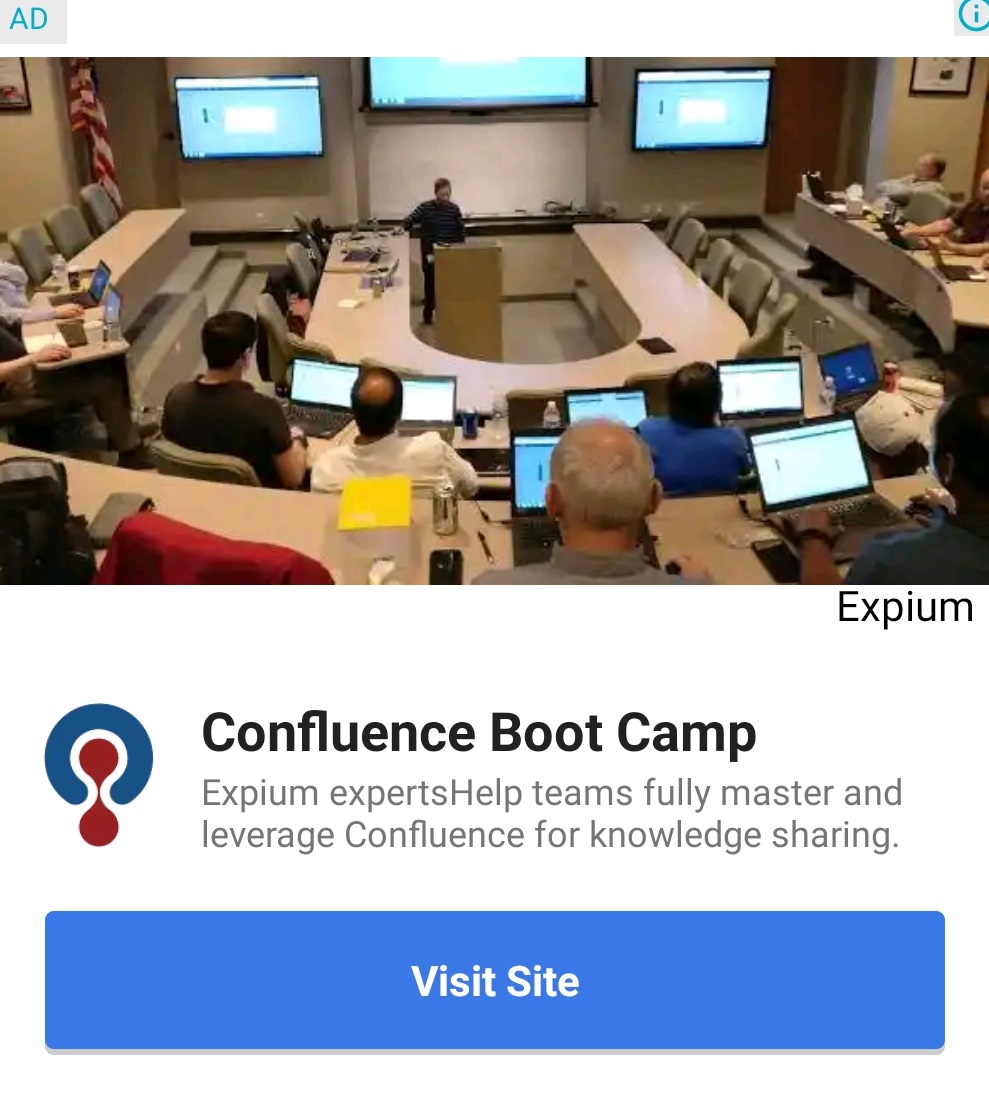 AD
Expium
Confluence Boot Camp
Expium expertsHelp teams fully master and
leverage Confluence for knowledge sharing.
Visit Site